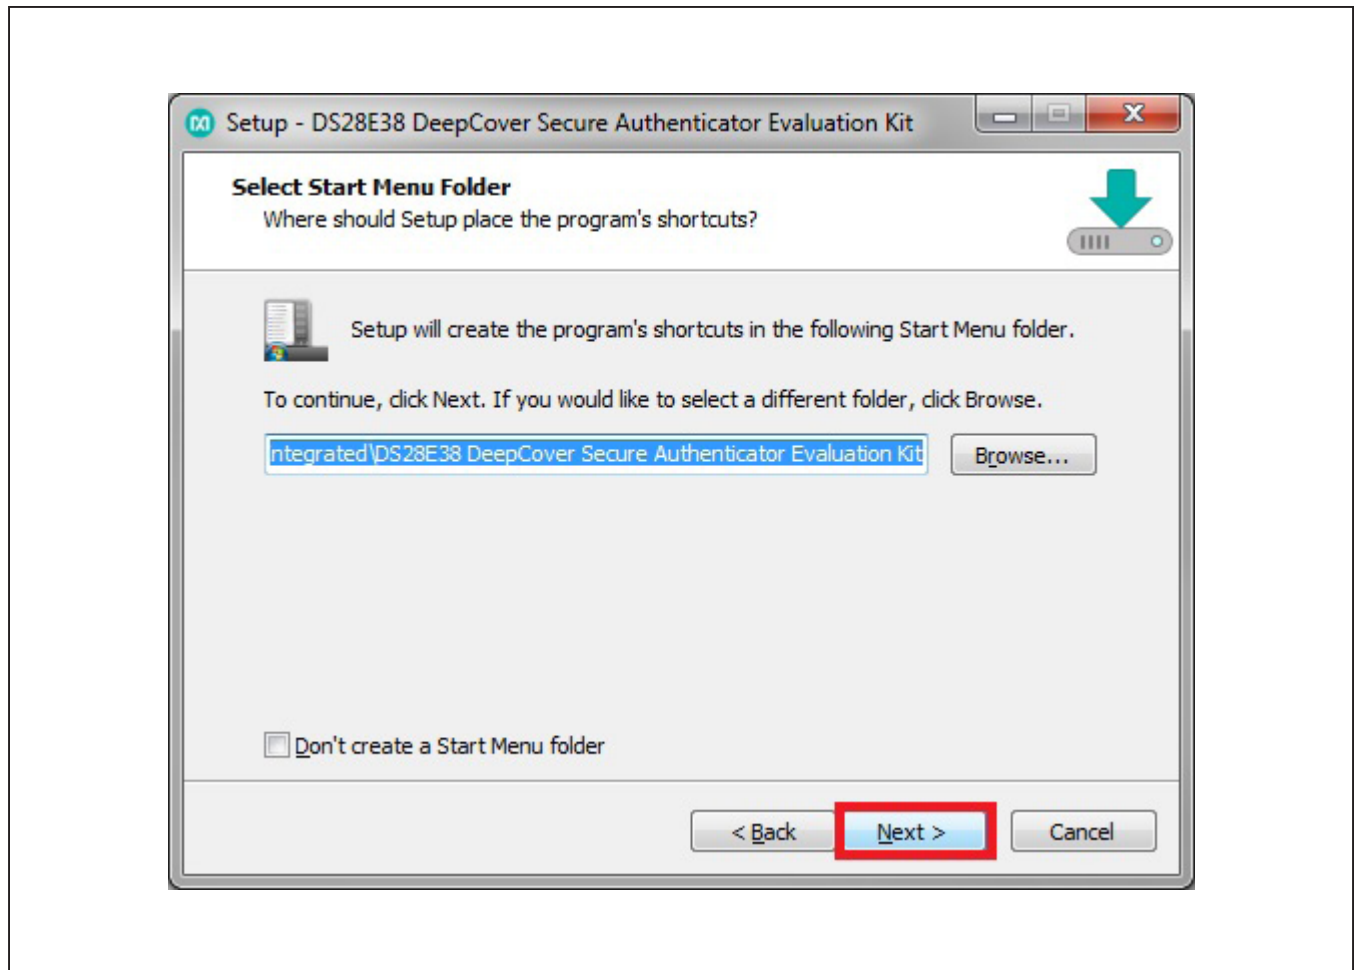 Setup - DS28E38 DeepCover Secure Authenticator Evaluation Kit
Select Start Menu Folder
Where should Setup place the program's shortcuts?
Setup will create the program's shortcuts in the following Start Menu folder.
To continue, click Next. If you would like to select a different folder, click Browse.
ntegrated\DS28E38 DeepCover Secure Authenticator Evaluation Kit Browse...
Don't create a Start Menu folder
< Back Next > Cancel